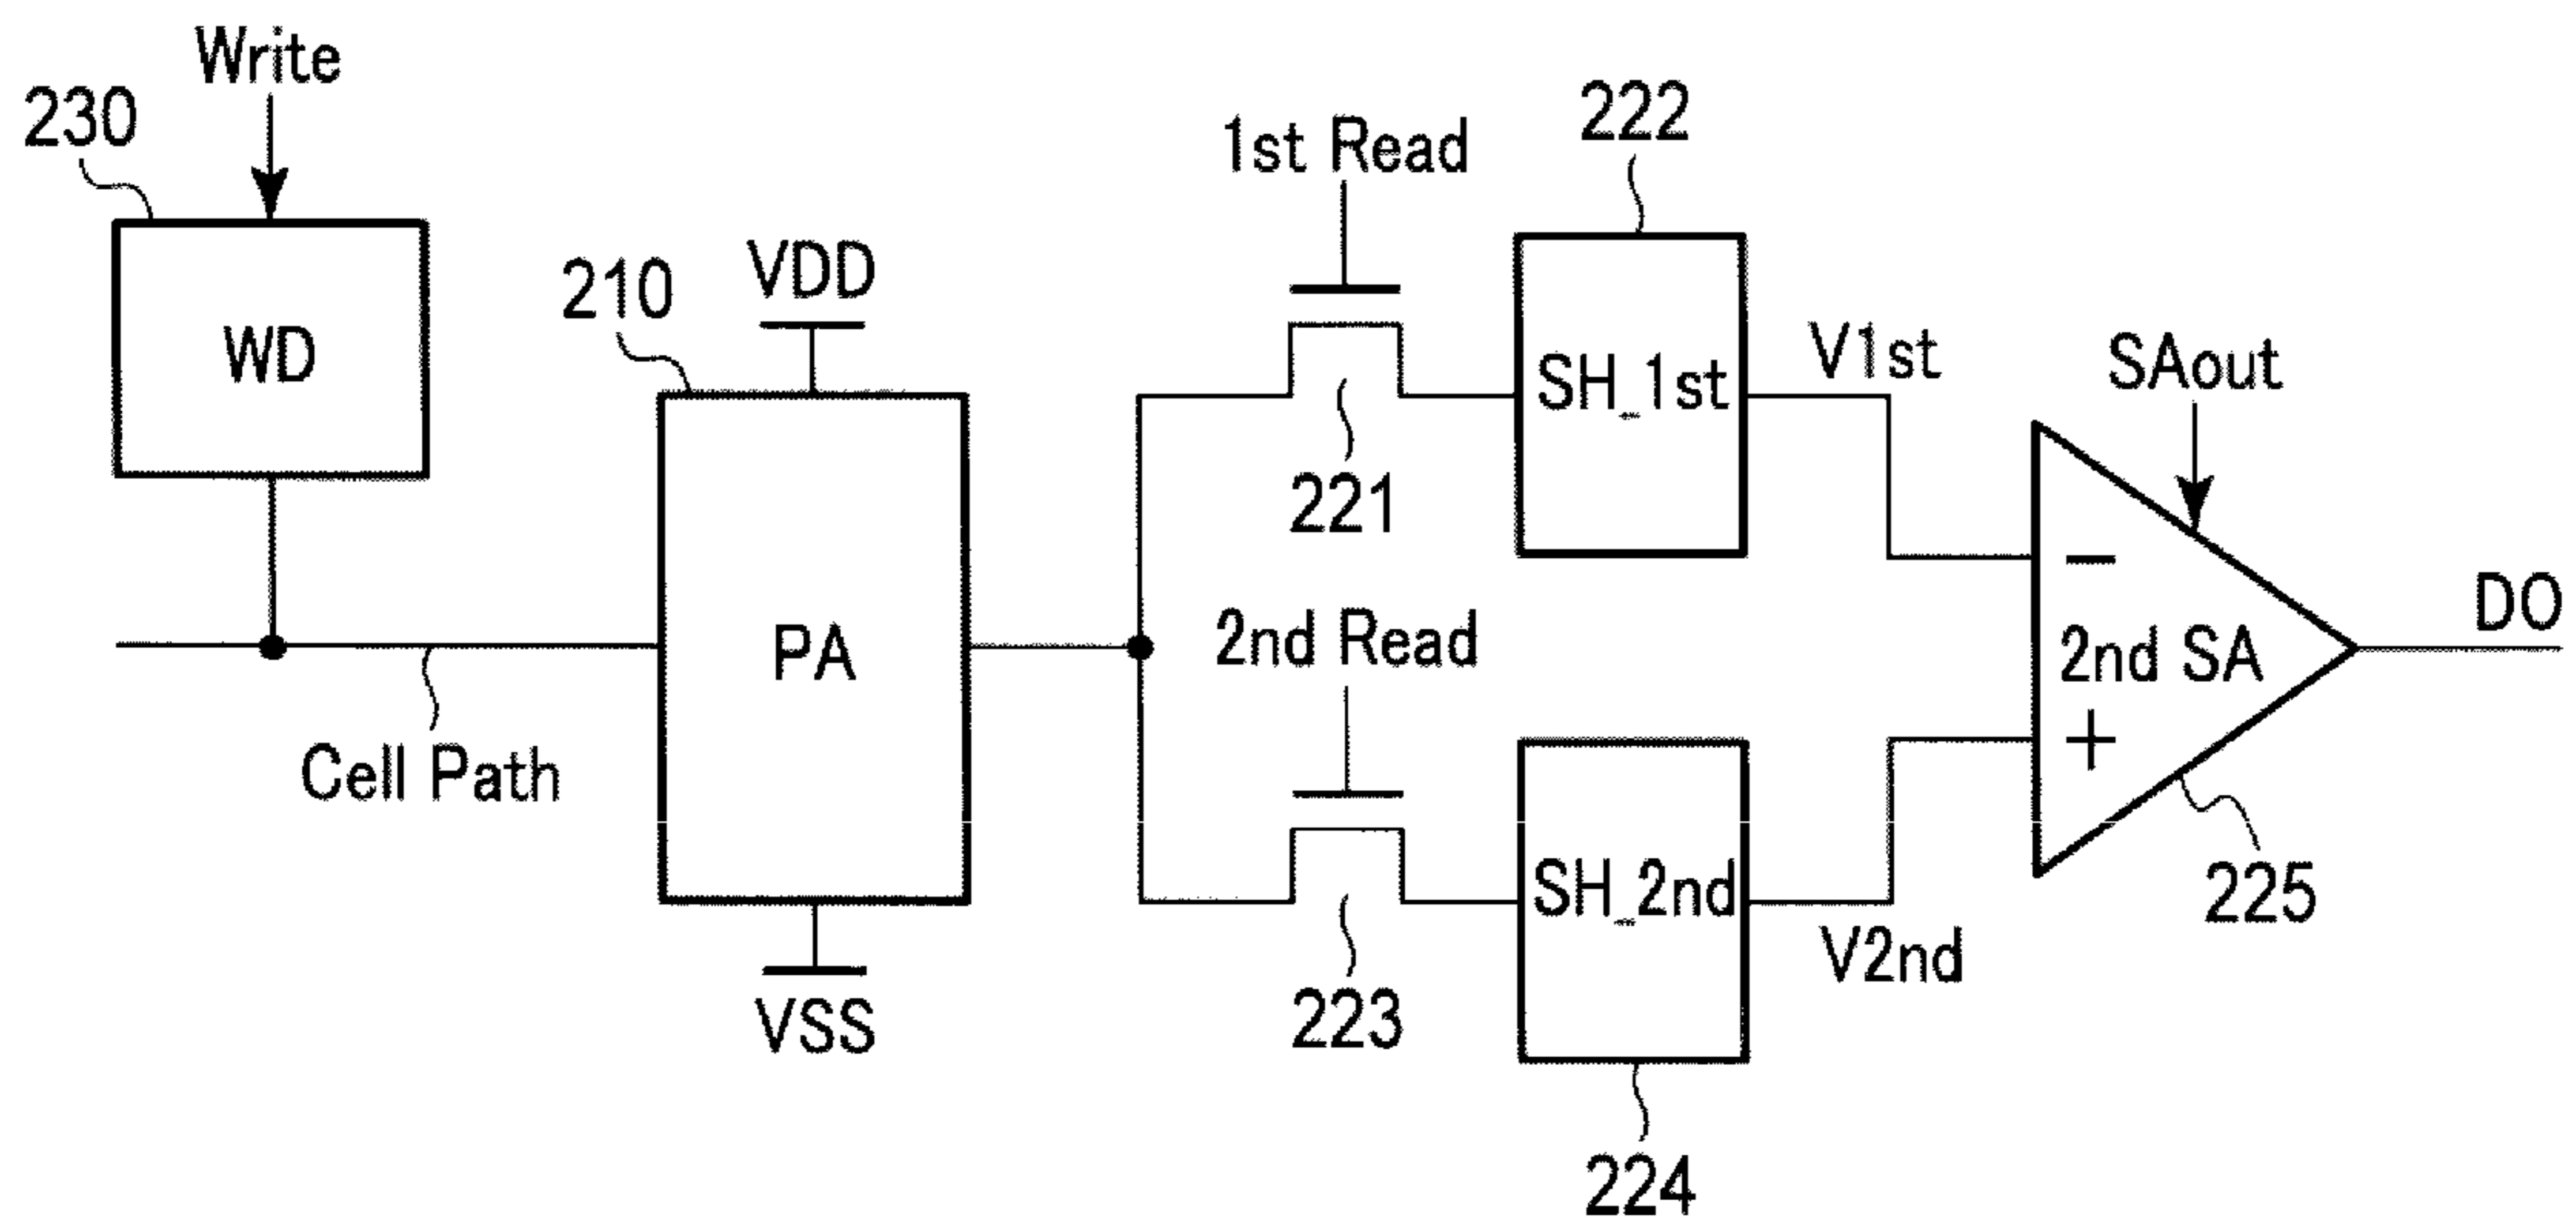 Write
230
WD
210
VDD
PA
VSS
Cell Path
1st Read
221
222
SH_1st
V1st
2nd Read
223
SH_2nd
224
V2nd
SAout
−
2nd SA
+
225
DO